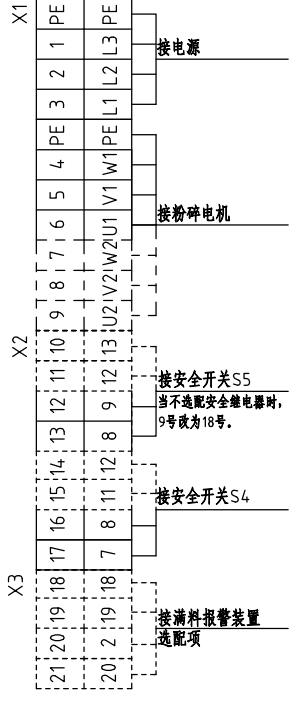 X1
PE PE
1 L3
接电源
2 L2
3 L1
PE PE
4 W1
5 V1
接粉碎电机
6 U1
7 W2
8 V2
9 U2
X2
10 13
11 12
接安全开关S5
12 9
当不选配安全继电器时，
9号改为18号。
13 8
14 12
15 11
接安全开关S4
16 8
17 7
X3
18 18
19 19
接满料报警装置
20 2
选配项
21 20